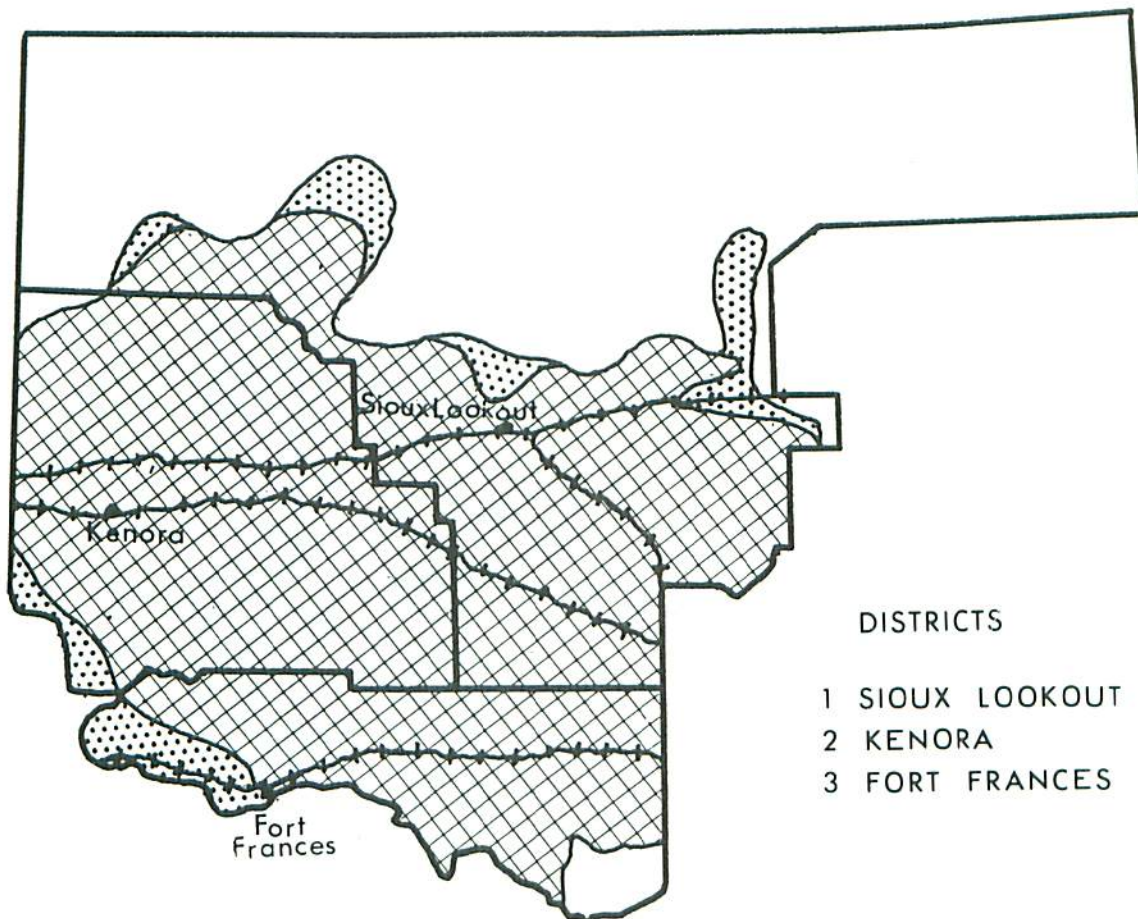 Sioux Lookout
Kenora
Fort
Frances
DISTRICTS
1 SIOUX LOOKOUT
2 KENORA
3 FORT FRANCES